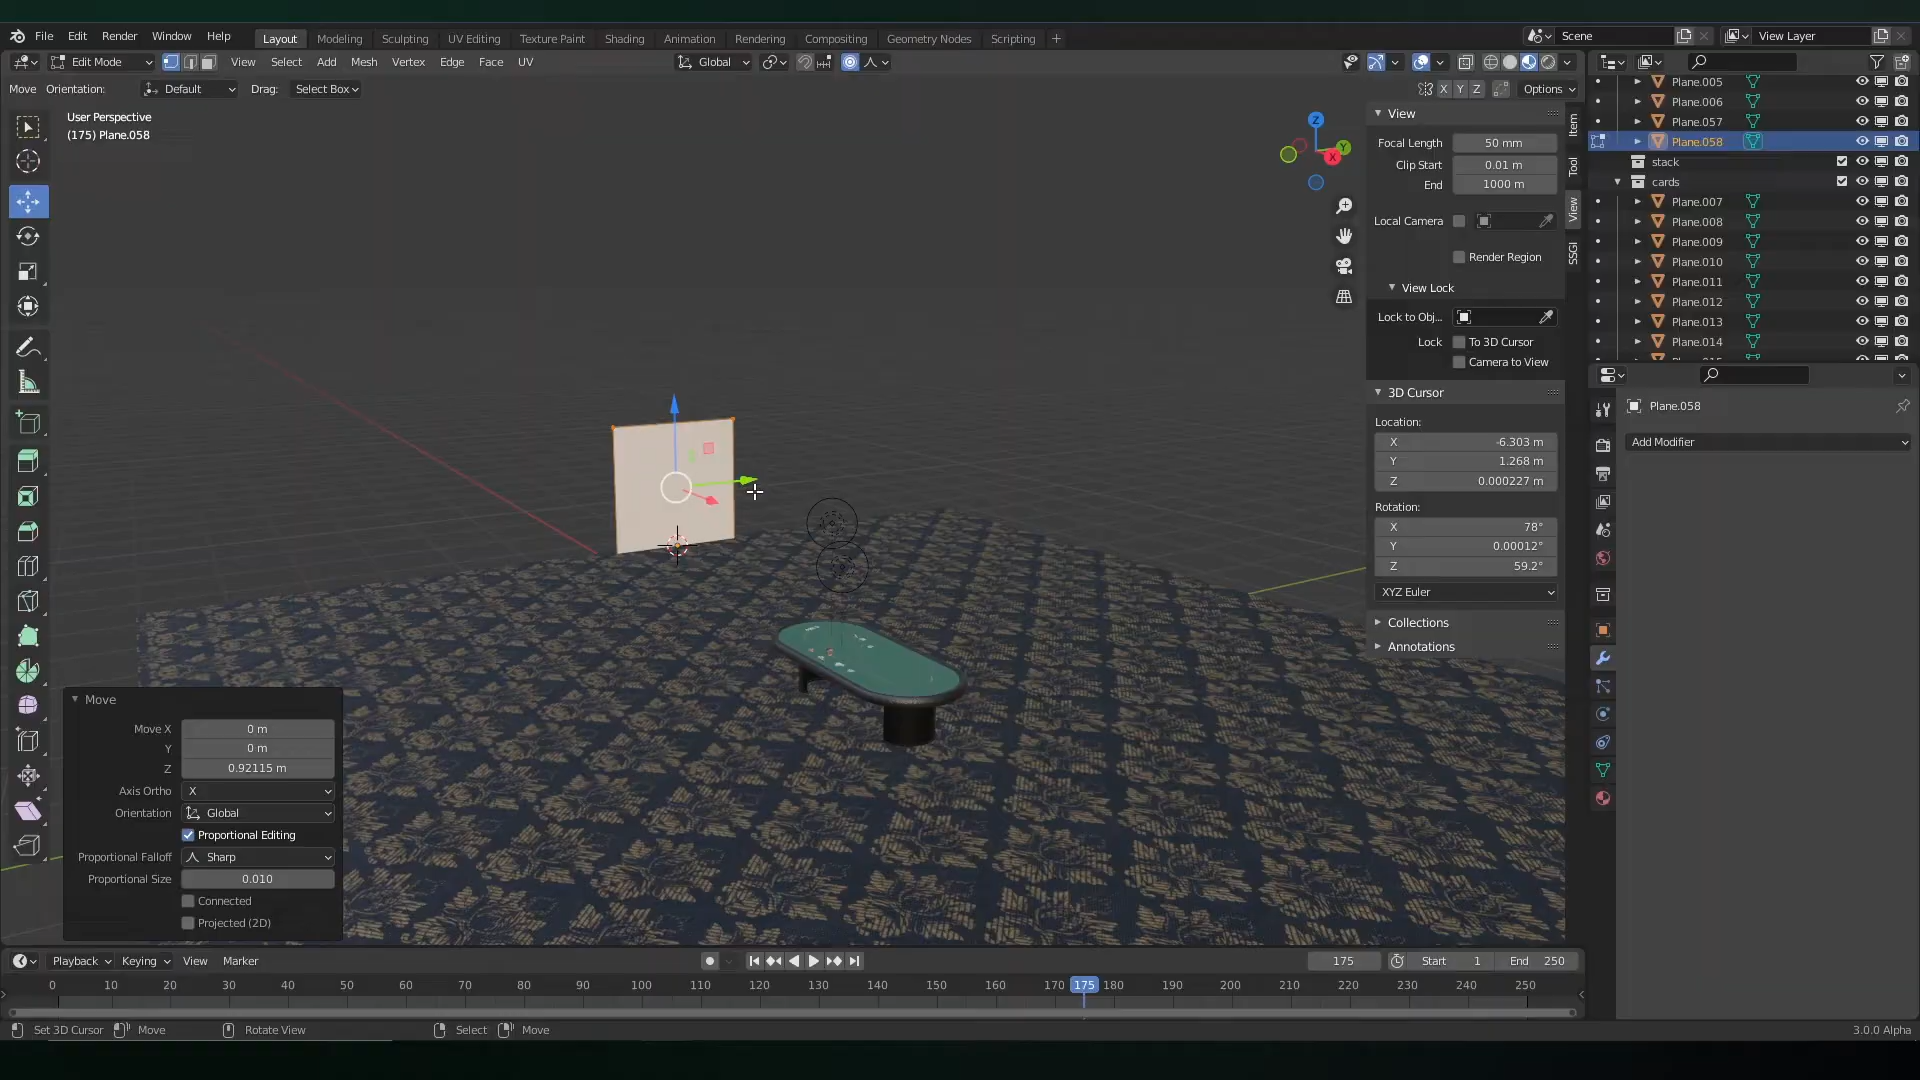 File Edit Render Window Help Layout Modeling Sculpting UV Editing Texture Paint Shading Animation Rendering Compositing Geometry Nodes Scripting + Scene View Layer
Edit Mode View Select Add Mesh Vertex Edge Face UV Global
Move Orientation: Default Drag: Select Box X Y Z Options
User Perspective
(175) Plane.058
Z
Y
X
View
Focal Length 50 mm
Clip Start 0.01 m
End 1000 m
Local Camera
Render Region
View Lock
Lock to Obj...
Lock To 3D Cursor
Camera to View
3D Cursor
Location:
X -6.303 m
Y 1.268 m
Z 0.000227 m
Rotation:
X 78°
Y 0.00012°
Z 59.2°
XYZ Euler
Collections
Annotations
Item
Tool
View
SSGI
Plane.005
Plane.006
Plane.057
Plane.058
stack
cards
Plane.007
Plane.008
Plane.009
Plane.010
Plane.011
Plane.012
Plane.013
Plane.014
Plane.058
Add Modifier
Move
Move X 0 m
Y 0 m
Z 0.92115 m
Axis Ortho X
Orientation Global
Proportional Editing
Proportional Falloff Sharp
Proportional Size 0.010
Connected
Projected (2D)
Playback Keying View Marker 175 Start 1 End 250
0 10 20 30 40 50 60 70 80 90 100 110 120 130 140 150 160 170 175 180 190 200 210 220 230 240 250
Set 3D Cursor Move Rotate View Select Move 3.0.0 Alpha